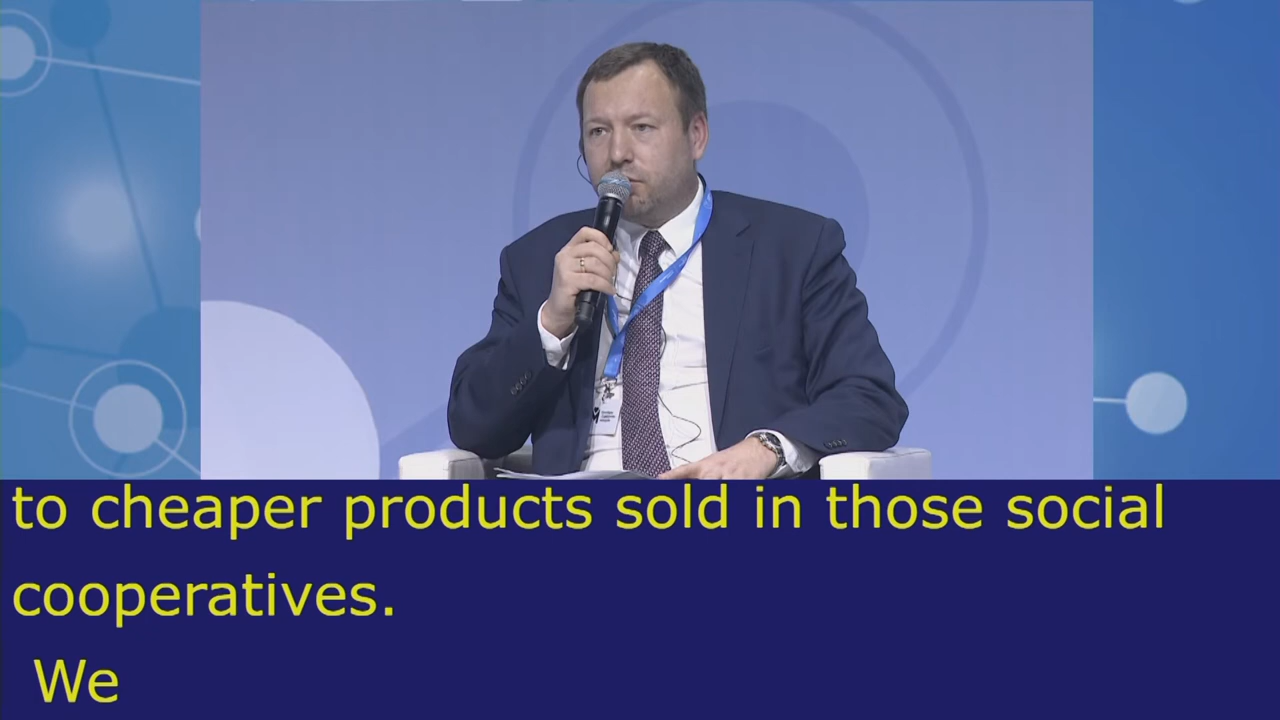 to cheaper products sold in those social
cooperatives.
We